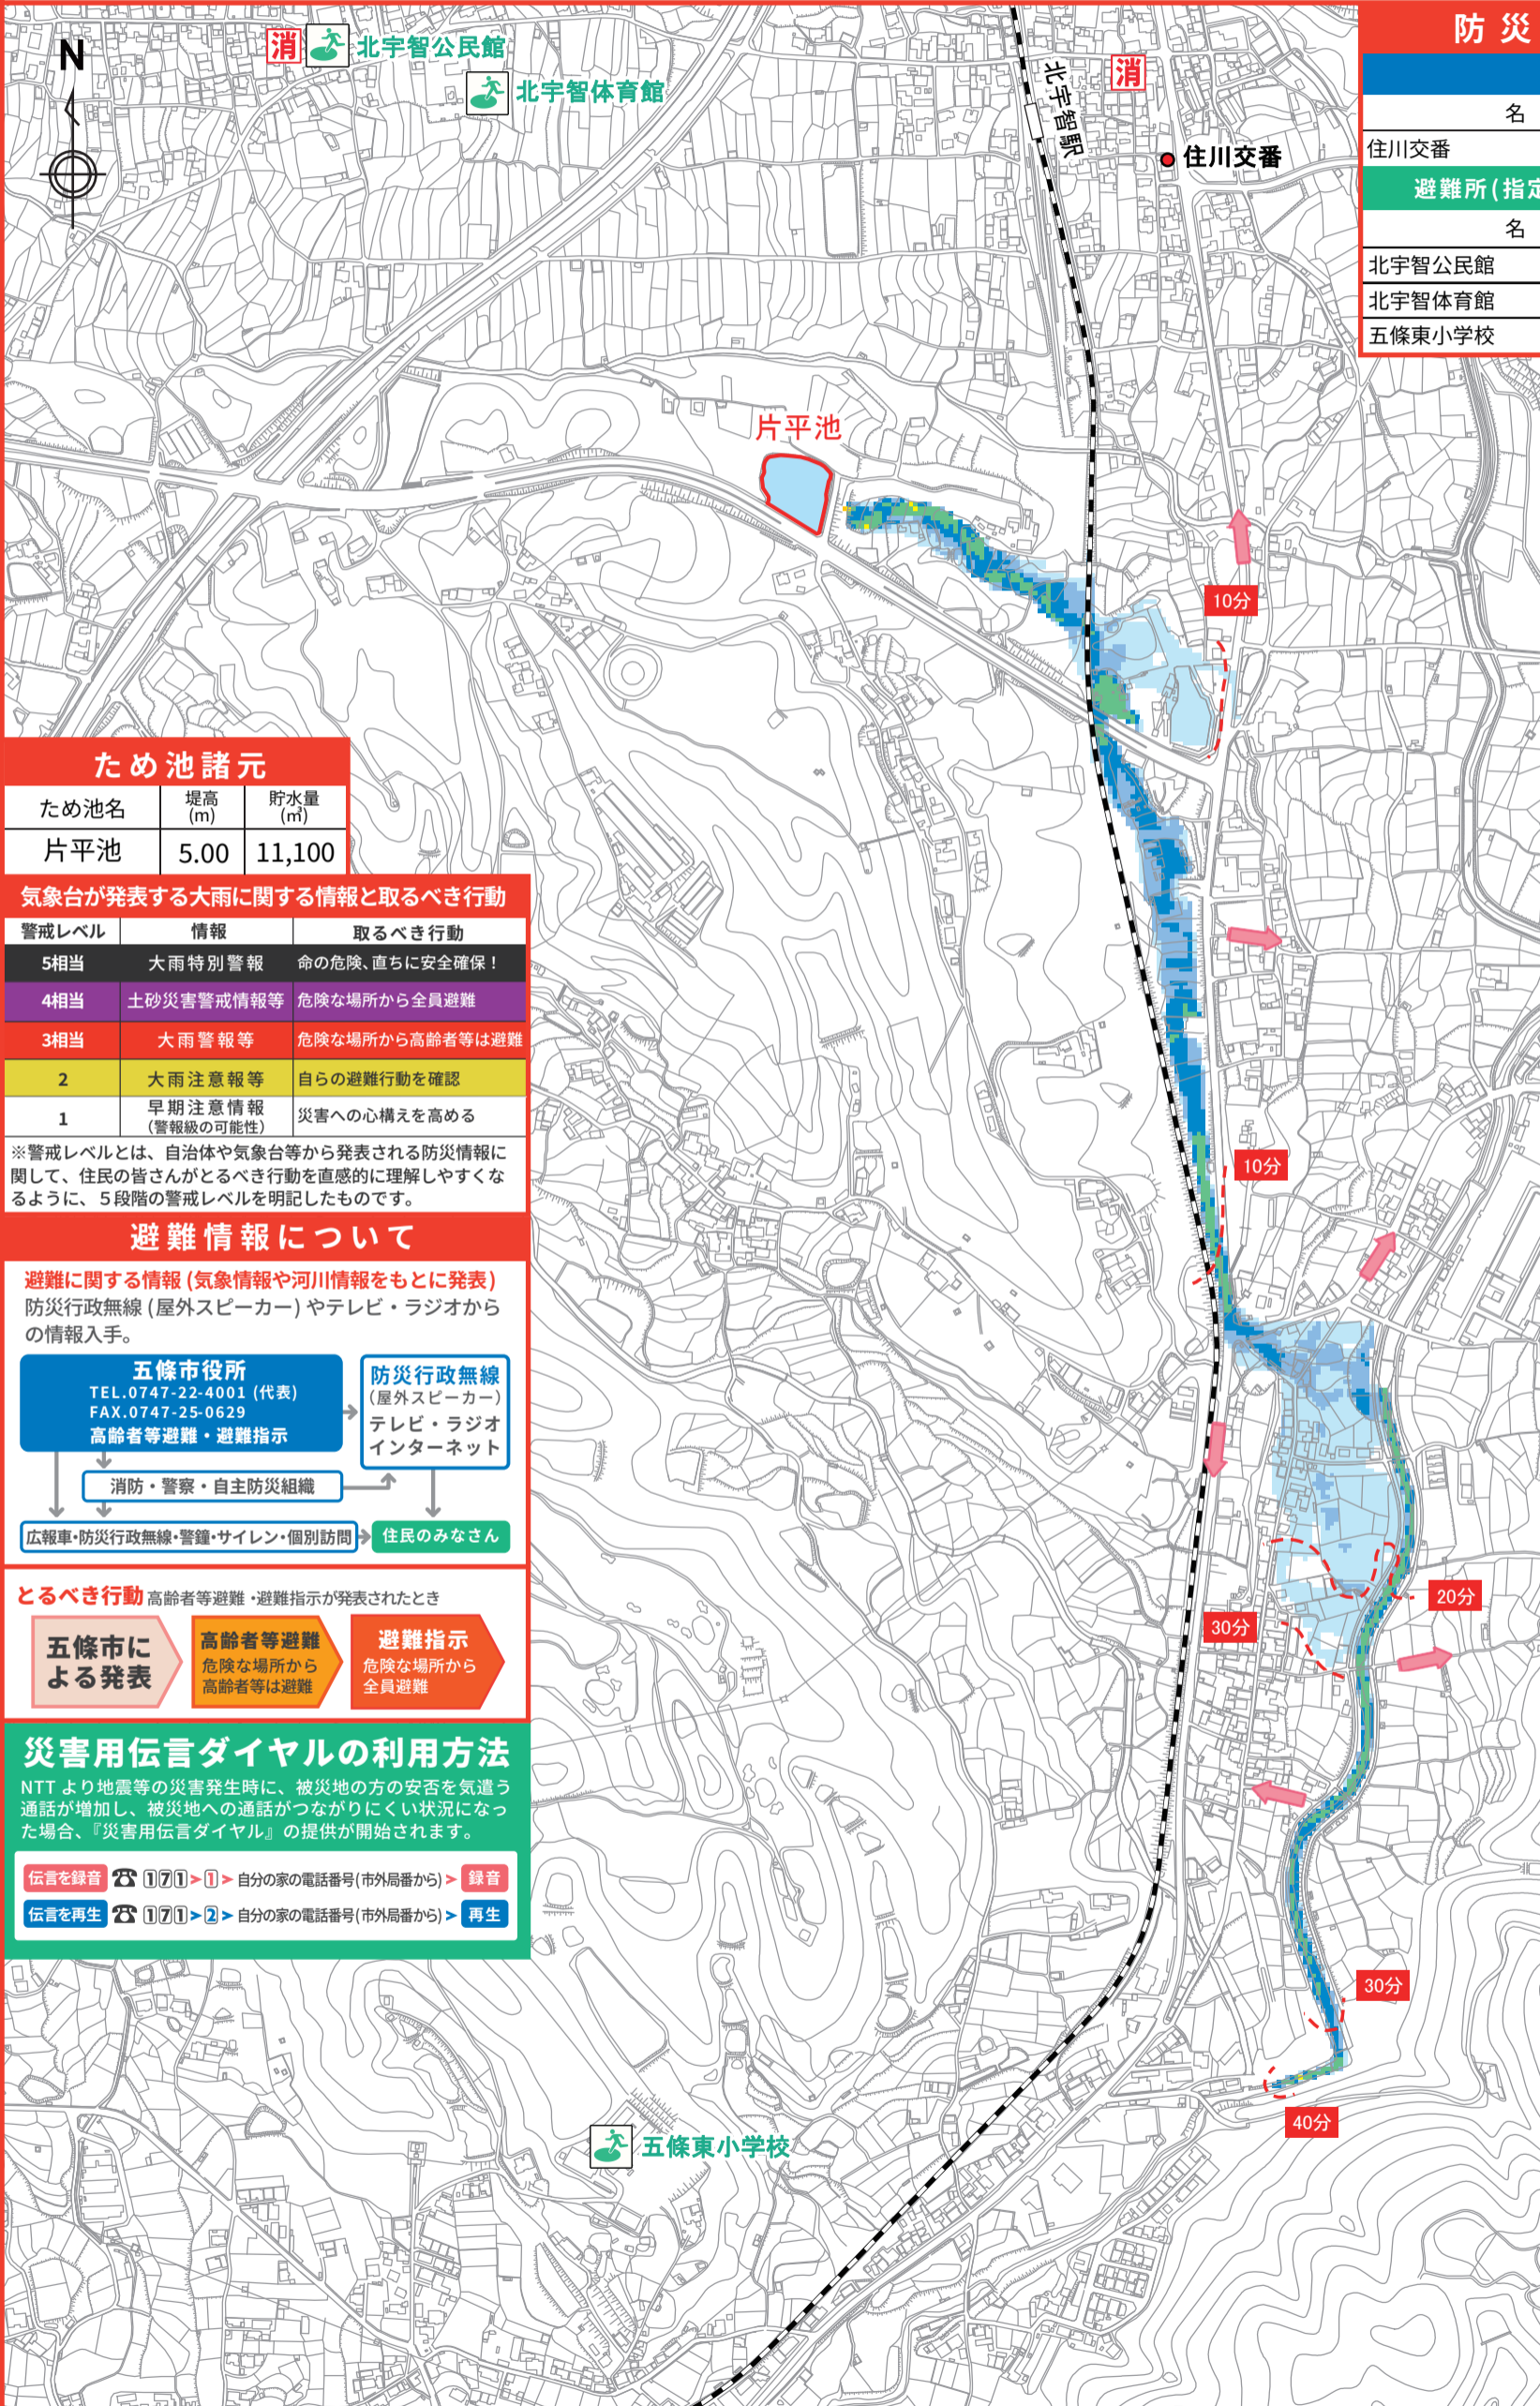 N
消
北宇智公民館
北宇智体育館
北宇智駅
消
住川交番
防災
名
住川交番
避難所(指定
名
北宇智公民館
北宇智体育館
五條東小学校
片平池
10分
10分
20分
30分
30分
40分
五條東小学校
ため池諸元
ため池名 堤高(m) 貯水量(㎥)
片平池 5.00 11,100
気象台が発表する大雨に関する情報と取るべき行動
警戒レベル 情報 取るべき行動
5相当 大雨特別警報 命の危険、直ちに安全確保!
4相当 土砂災害警戒情報等 危険な場所から全員避難
3相当 大雨警報等 危険な場所から高齢者等は避難
2 大雨注意報等 自らの避難行動を確認
1 早期注意情報(警報級の可能性) 災害への心構えを高める
※警戒レベルとは、自治体や気象台等から発表される防災情報に
関して、住民の皆さんがとるべき行動を直感的に理解しやすくな
るように、５段階の警戒レベルを明記したものです。
避難情報について
避難に関する情報(気象情報や河川情報をもとに発表)
防災行政無線(屋外スピーカー)やテレビ・ラジオから
の情報入手。
五條市役所
TEL.0747-22-4001 (代表)
FAX.0747-25-0629
高齢者等避難・避難指示
防災行政無線
(屋外スピーカー)
テレビ・ラジオ
インターネット
消防・警察・自主防災組織
広報車・防災行政無線・警鐘・サイレン・個別訪問
住民のみなさん
とるべき行動 高齢者等避難・避難指示が発表されたとき
五條市に
よる発表
高齢者等避難
危険な場所から
高齢者等は避難
避難指示
危険な場所から
全員避難
災害用伝言ダイヤルの利用方法
NTTより地震等の災害発生時に、被災地の方の安否を気遣う
通話が増加し、被災地への通話がつながりにくい状況になっ
た場合、『災害用伝言ダイヤル』の提供が開始されます。
伝言を録音 ☎ 171 > 1 > 自分の家の電話番号(市外局番から) > 録音
伝言を再生 ☎ 171 > 2 > 自分の家の電話番号(市外局番から) > 再生